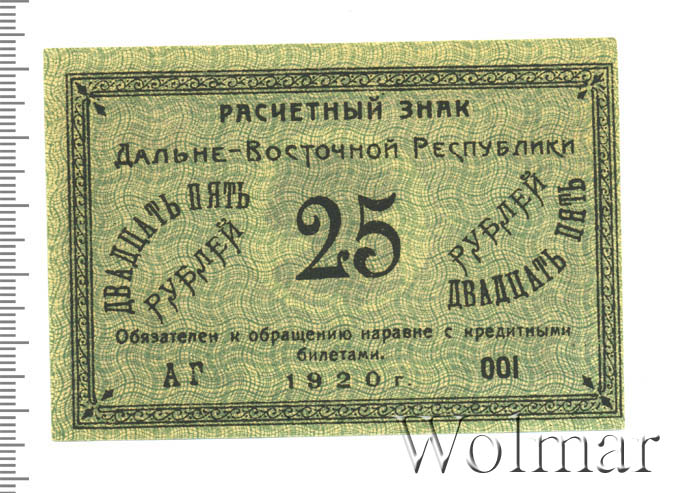 РАСЧЕТНЫЙ ЗНАК
ДАЛЬНЕ-ВОСТОЧНОЙ РЕСПУБЛИКИ
ДВАДЦАТЬ ПЯТЬ
РУБЛЕЙ
25
РУБЛЕЙ
ДВАДЦАТЬ ПЯТЬ
Обязателен к обращению наравне с кредитными
билетами.
АГ
1920 г.
001
Wolmar